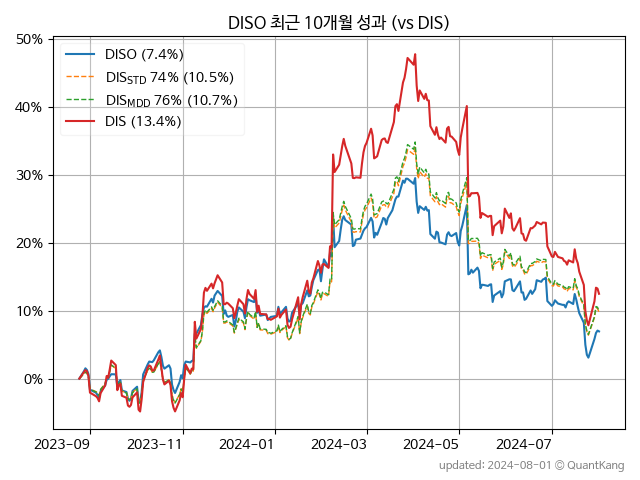 DISO 최근 10개월 성과 (vs DIS)
50%
40%
30%
20%
10%
0%
DISO (7.4%)
DIS_STD 74% (10.5%)
DIS_MDD 76% (10.7%)
DIS (13.4%)
2023-09 2023-11 2024-01 2024-03 2024-05 2024-07
updated: 2024-08-01 © QuantKang